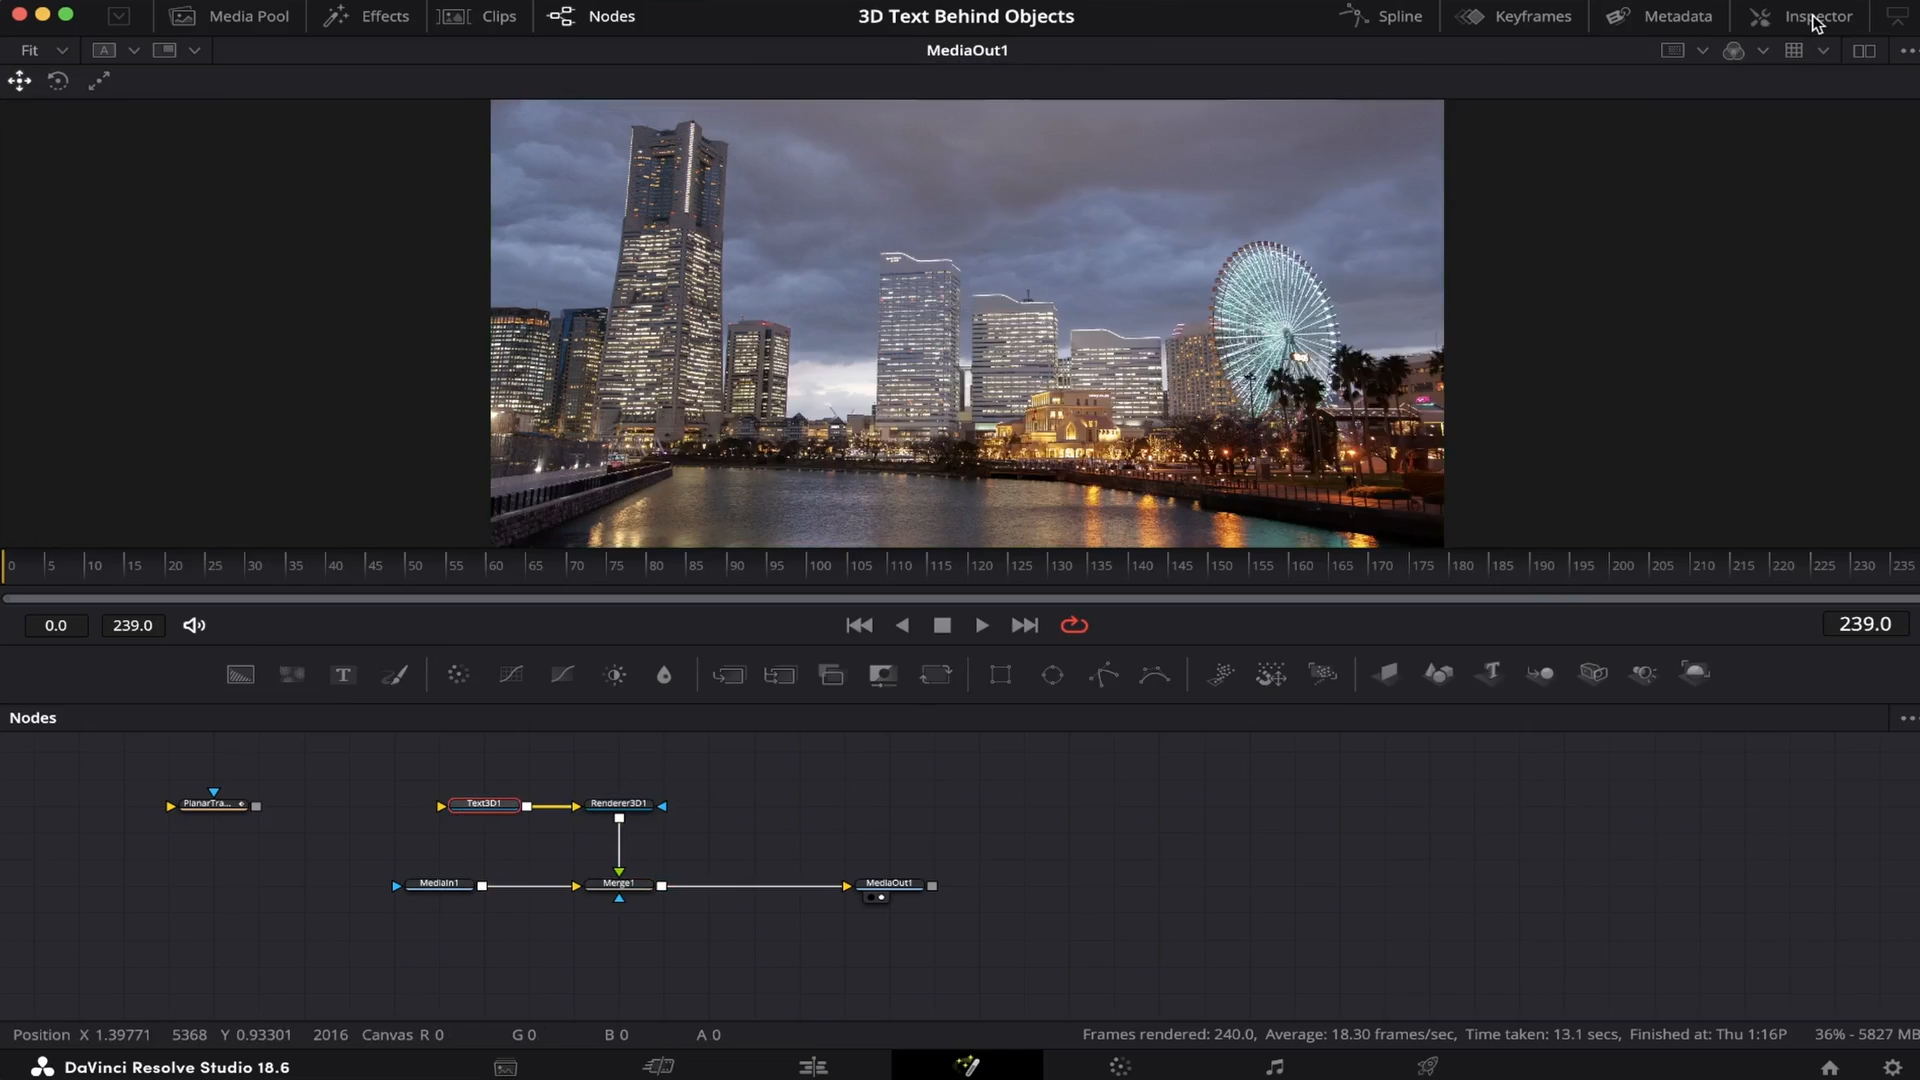 Media Pool Effects Clips Nodes 3D Text Behind Objects Spline Keyframes Metadata Inspector
Fit A MediaOut1
0 5 10 15 20 25 30 35 40 45 50 55 60 65 70 75 80 85 90 95 100 105 110 115 120 125 130 135 140 145 150 155 160 165 170 175 180 185 190 195 200 205 210 215 220 225 230 235
0.0 239.0 239.0
T T
Nodes
PlanarTra... Text3D1 Renderer3D1
MediaIn1 Merge1 MediaOut1
Position X 1.39771 5368 Y 0.93301 2016 Canvas R 0 G 0 B 0 A 0 Frames rendered: 240.0, Average: 18.30 frames/sec, Time taken: 13.1 secs, Finished at: Thu 1:16P 36% - 5827 MB
DaVinci Resolve Studio 18.6